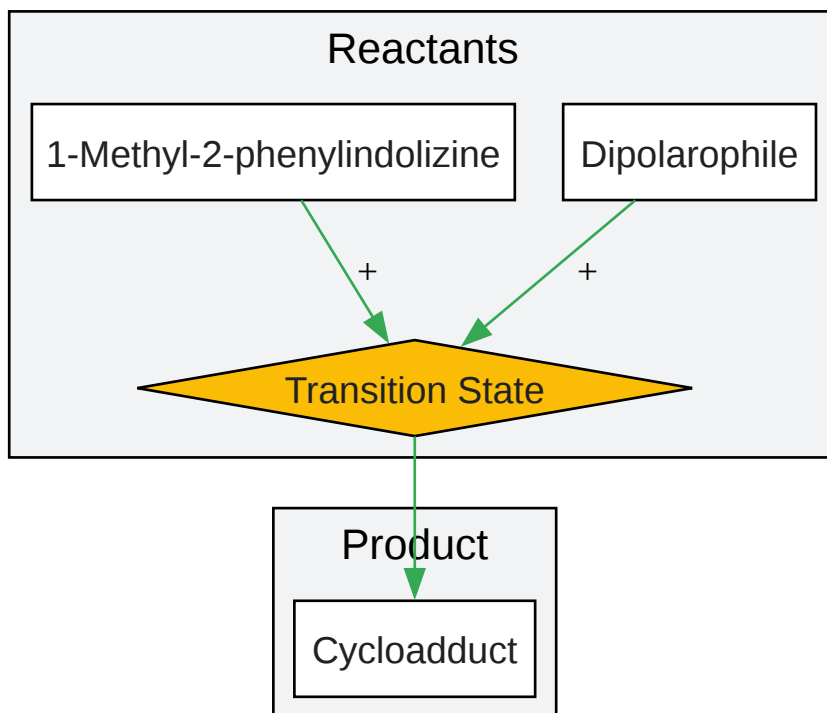 Reactants
1-Methyl-2-phenylindolizine
Dipolarophile
+
+
Transition State
Product
Cycloadduct